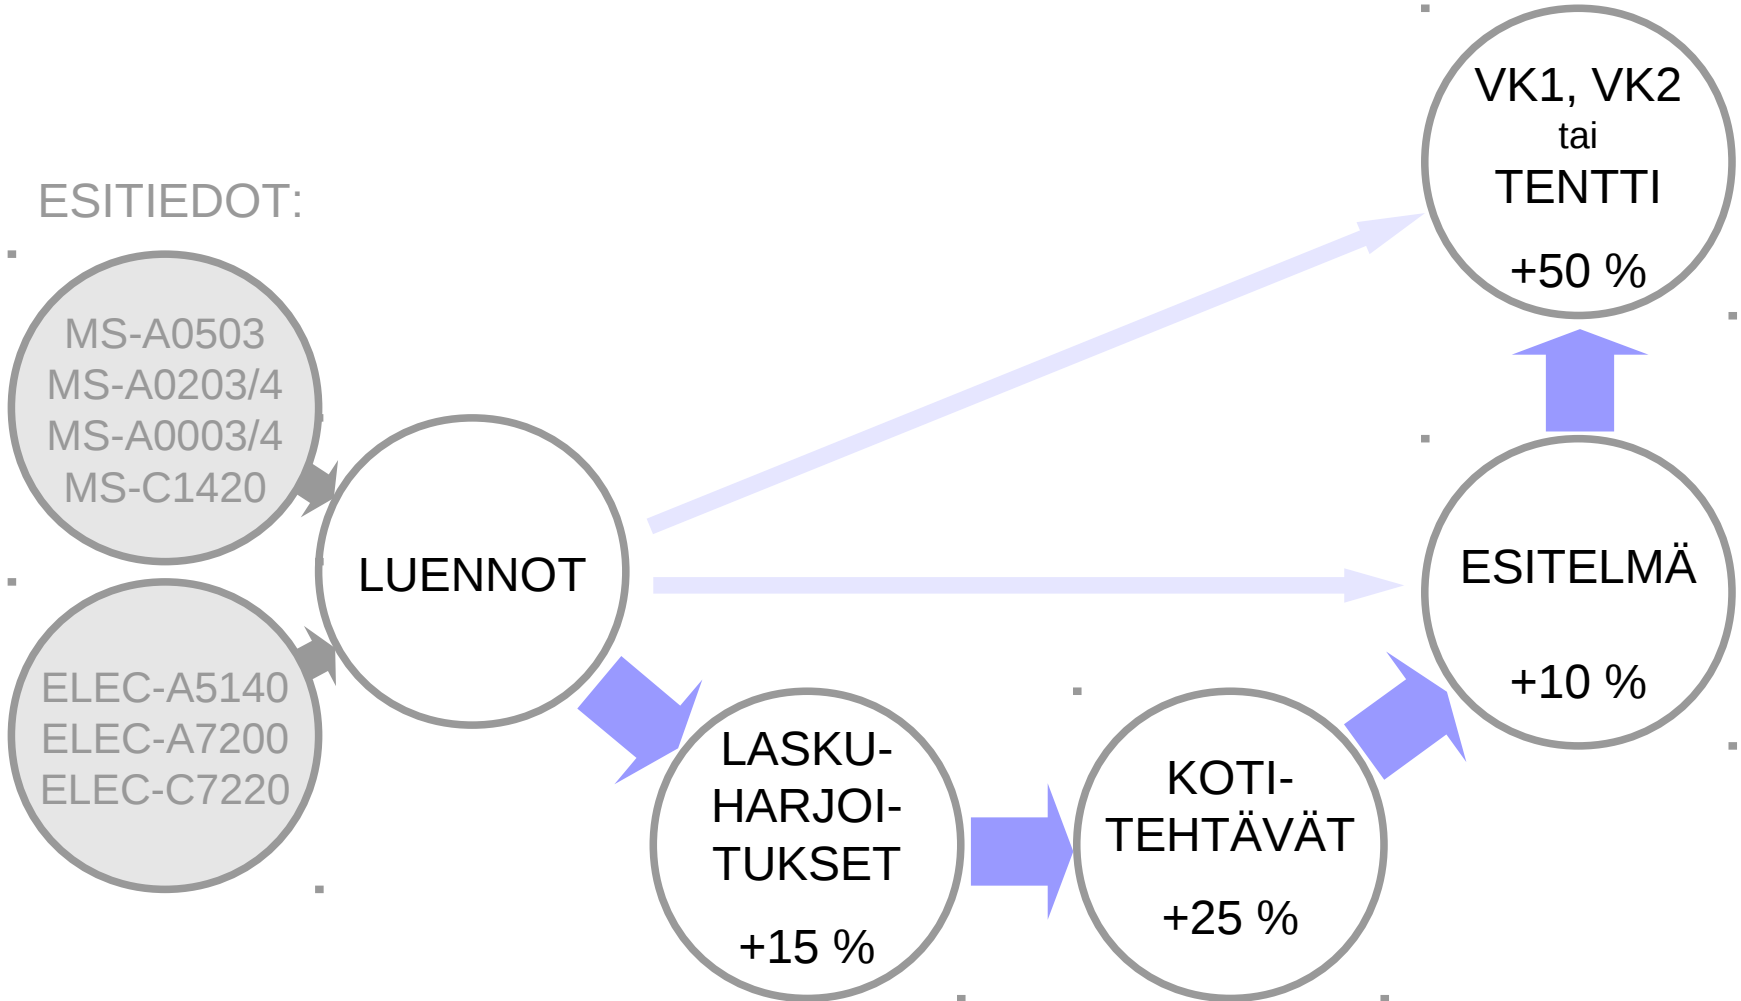 ESITIEDOT:
MS-A0503
MS-A0203/4
MS-A0003/4
MS-C1420
ELEC-A5140
ELEC-A7200
ELEC-C7220
LUENNOT
LASKU-
HARJOI-
TUKSET
+15 %
KOTI-
TEHTÄVÄT
+25 %
ESITELMÄ
+10 %
VK1, VK2
tai
TENTTI
+50 %